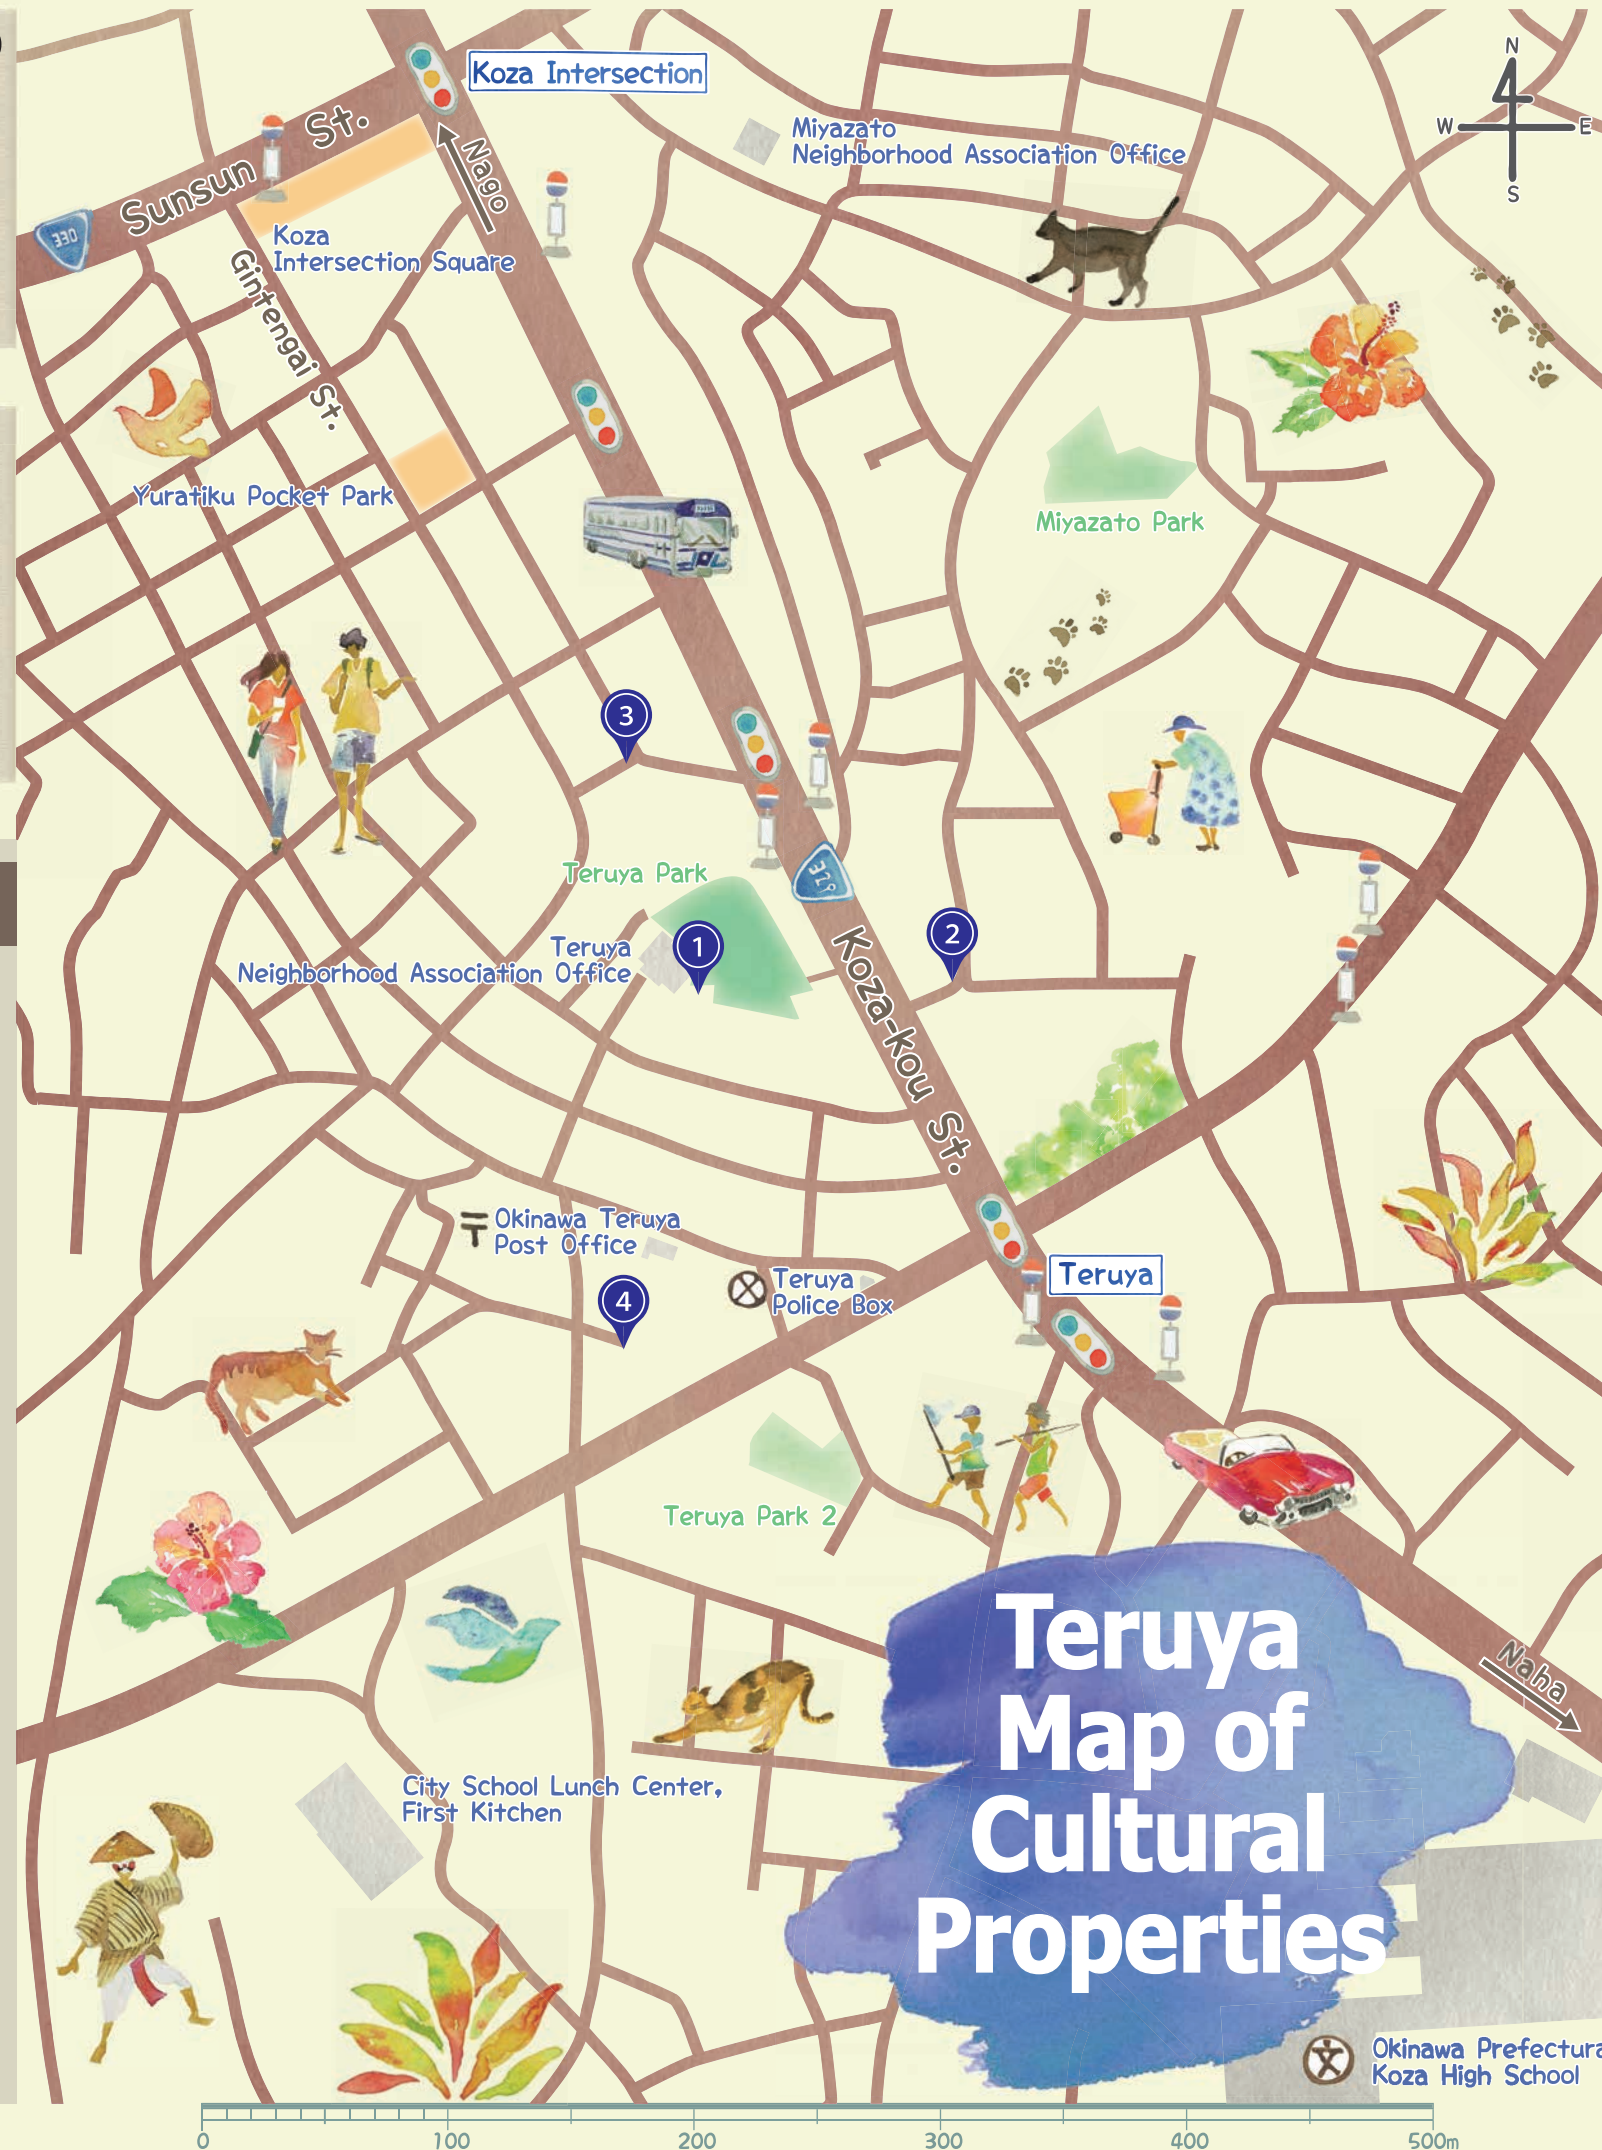 Koza Intersection
N
W
E
S
Miyazato
Neighborhood Association Office
Sunsun St.
Nago
330
Koza
Intersection Square
Gintengai St.
Yuratiku Pocket Park
Miyazato Park
3
Teruya Park
329
1
2
Teruya
Neighborhood Association Office
Koza-kou St.
Okinawa Teruya
Post Office
Teruya
Police Box
Teruya
4
Teruya Park 2
Teruya
Map of
Cultural
Properties
Naha
City School Lunch Center,
First Kitchen
Okinawa Prefectura
Koza High School
0 100 200 300 400 500m